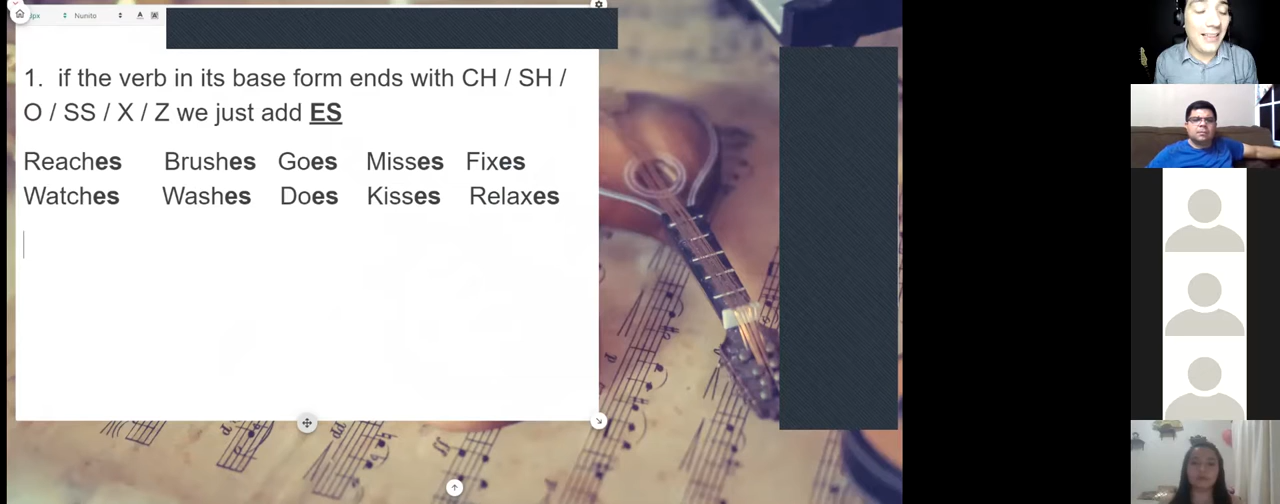 Nunito
1. if the verb in its base form ends with CH / SH /
O / SS / X / Z we just add ES
Reaches Brushes Goes Misses Fixes
Watches Washes Does Kisses Relaxes